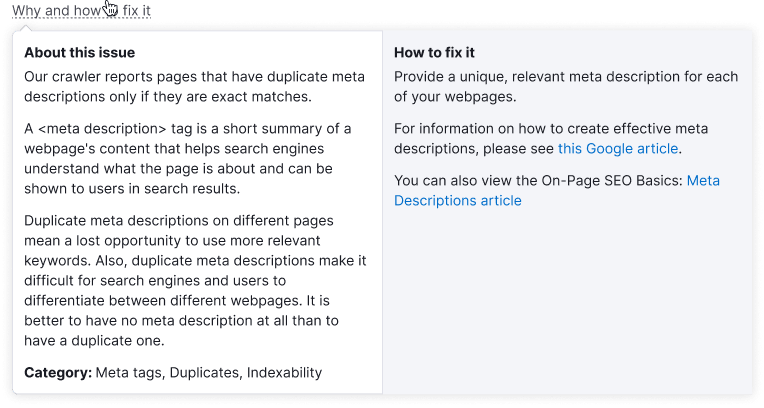 Why and how to fix it
About this issue
Our crawler reports pages that have duplicate meta
descriptions only if they are exact matches.
A <meta description> tag is a short summary of a
webpage's content that helps search engines
understand what the page is about and can be
shown to users in search results.
Duplicate meta descriptions on different pages
mean a lost opportunity to use more relevant
keywords. Also, duplicate meta descriptions make it
difficult for search engines and users to
differentiate between different webpages. It is
better to have no meta description at all than to
have a duplicate one.
Category: Meta tags, Duplicates, Indexability
How to fix it
Provide a unique, relevant meta description for each
of your webpages.
For information on how to create effective meta
descriptions, please see this Google article.
You can also view the On-Page SEO Basics: Meta
Descriptions article